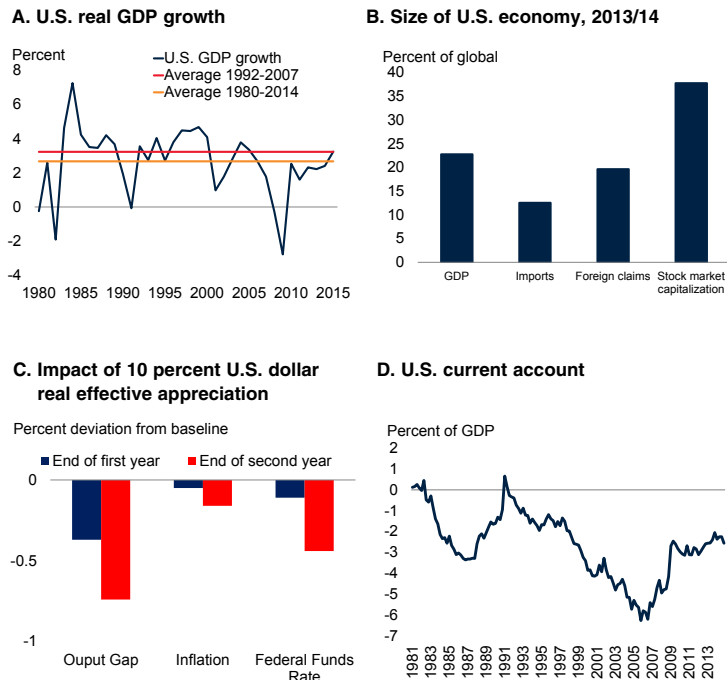 A. U.S. real GDP growth
Percent
U.S. GDP growth
Average 1992-2007
Average 1980-2014
8
6
4
2
0
-2
-4
1980 1985 1990 1995 2000 2005 2010 2015
B. Size of U.S. economy, 2013/14
Percent of global
40
35
30
25
20
15
10
5
0
GDP
Imports
Foreign claims
Stock market
capitalization
C. Impact of 10 percent U.S. dollar
real effective appreciation
Percent deviation from baseline
End of first year
End of second year
0
-0.5
-1
Ouput Gap
Inflation
Federal Funds
Rate
D. U.S. current account
Percent of GDP
2
1
0
-1
-2
-3
-4
-5
-6
-7
1981
1983
1985
1987
1989
1991
1993
1995
1997
1999
2001
2003
2005
2007
2009
2011
2013